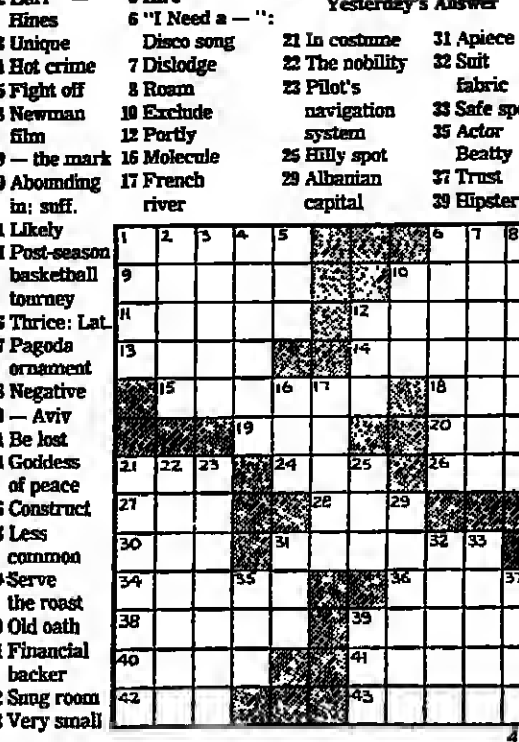 Hines
Unique
Hot crime
Fight off
Newman
film
— the mark
Abounding
in: suff.
Likely
Post-season
basketball
tourney
Thrice: Lat.
Pagoda
ornament
Negative
— Aviv
Be lost
Goddess
of peace
Construct
Less
common
Serve
the roast
Old oath
Financial
backer
Snug room
Very small
6 "I Need a — ":
Disco song
7 Dislodge
8 Roam
10 Exclude
12 Portly
16 Molecule
17 French
river
Yesterday's Answer
21 In costume
22 The nobility
23 Pilot's
navigation
system
25 Hilly spot
29 Albanian
capital
31 Apiece
32 Suit
fabric
33 Safe
35 Actor
Beatty
37 Trust
39 Hipster
1 2 3 4 5 6 7 8
9 10
11 12
13 14
15 16 17 18
19 20
21 22 23 24 25 26
27 28 29
30 31 32 33
34 35 36 37
38 39
40 41
42 43